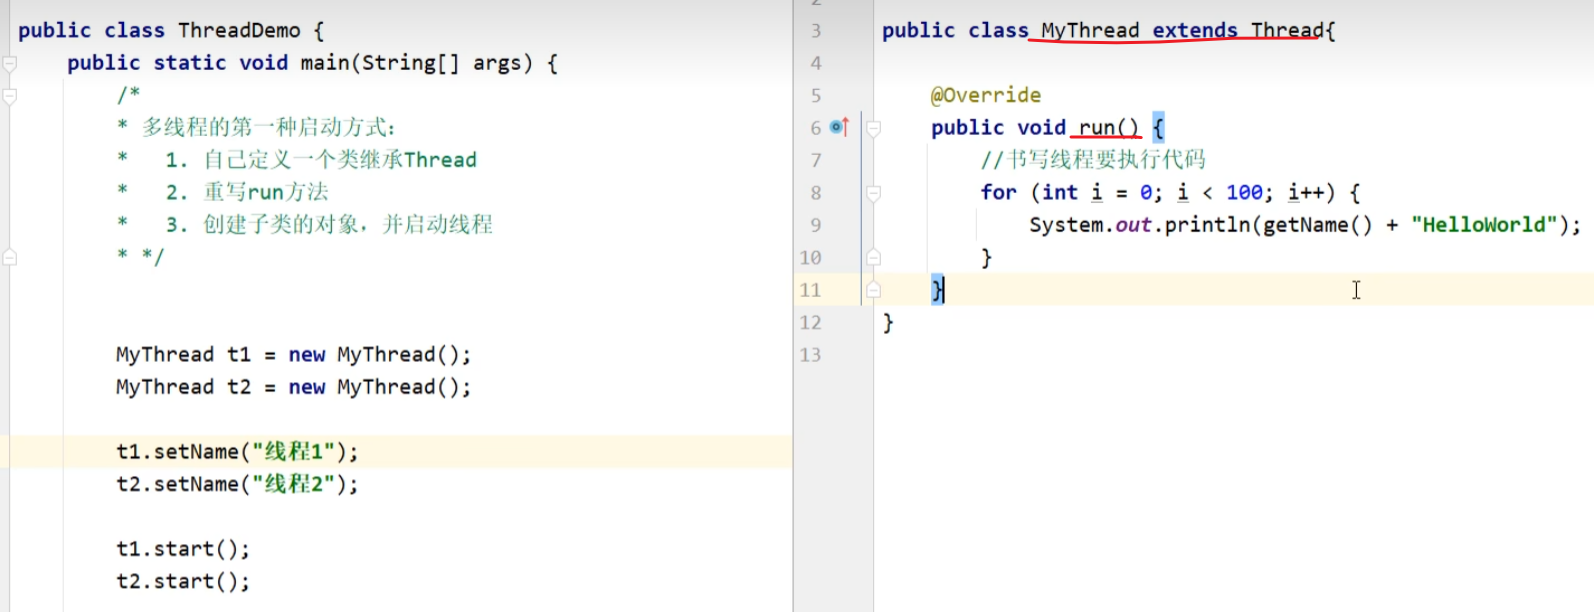 public class ThreadDemo {
public static void main(String[] args) {
/*
* 多线程的第一种启动方式:
* 1. 自己定义一个类继承Thread
* 2. 重写run方法
* 3. 创建子类的对象，并启动线程
* */
MyThread t1 = new MyThread();
MyThread t2 = new MyThread();
t1.setName("线程1");
t2.setName("线程2");
t1.start();
t2.start();
3 public class MyThread extends Thread{
4
5 @Override
6 public void run() {
7 //书写线程要执行代码
8 for (int i = 0; i < 100; i++) {
9 System.out.println(getName() + "HelloWorld");
10 }
11 }
12 }
13